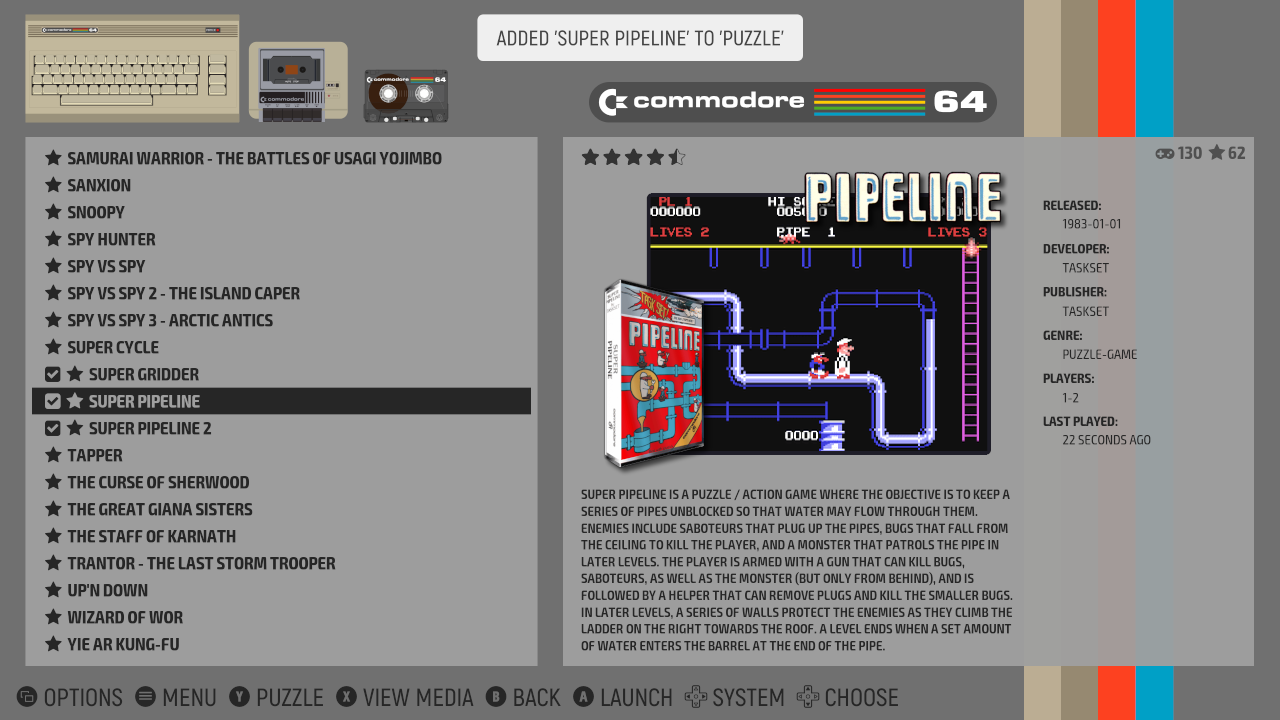 ADDED 'SUPER PIPELINE' TO 'PUZZLE'
commodore 64
commodore 64
SAMURAI WARRIOR - THE BATTLES OF USAGI YOJIMBO
SANXION
SNOOPY
SPY HUNTER
SPY VS SPY
SPY VS SPY 2 - THE ISLAND CAPER
SPY VS SPY 3 - ARCTIC ANTICS
SUPER CYCLE
SUPER GRIDDER
SUPER PIPELINE
SUPER PIPELINE 2
TAPPER
THE CURSE OF SHERWOOD
THE GREAT GIANA SISTERS
THE STAFF OF KARNATH
TRANTOR - THE LAST STORM TROOPER
UP'N DOWN
WIZARD OF WOR
YIE AR KUNG-FU
130 62
PIPELINE
PL 1 HI
000000
LIVES 2 PIPE 1 LIVES 3
TASK SET
PIPELINE
SUPER PIPELINE
0000
RELEASED:
1983-01-01
DEVELOPER:
TASKSET
PUBLISHER:
TASKSET
GENRE:
PUZZLE-GAME
PLAYERS:
1-2
LAST PLAYED:
22 SECONDS AGO
SUPER PIPELINE IS A PUZZLE / ACTION GAME WHERE THE OBJECTIVE IS TO KEEP A
SERIES OF PIPES UNBLOCKED SO THAT WATER MAY FLOW THROUGH THEM.
ENEMIES INCLUDE SABOTEURS THAT PLUG UP THE PIPES, BUGS THAT FALL FROM
THE CEILING TO KILL THE PLAYER, AND A MONSTER THAT PATROLS THE PIPE IN
LATER LEVELS. THE PLAYER IS ARMED WITH A GUN THAT CAN KILL BUGS,
SABOTEURS, AS WELL AS THE MONSTER (BUT ONLY FROM BEHIND), AND IS
FOLLOWED BY A HELPER THAT CAN REMOVE PLUGS AND KILL THE SMALLER BUGS.
IN LATER LEVELS, A SERIES OF WALLS PROTECT THE ENEMIES AS THEY CLIMB THE
LADDER ON THE RIGHT TOWARDS THE ROOF. A LEVEL ENDS WHEN A SET AMOUNT
OF WATER ENTERS THE BARREL AT THE END OF THE PIPE.
OPTIONS MENU Y PUZZLE X VIEW MEDIA B BACK A LAUNCH SYSTEM CHOOSE